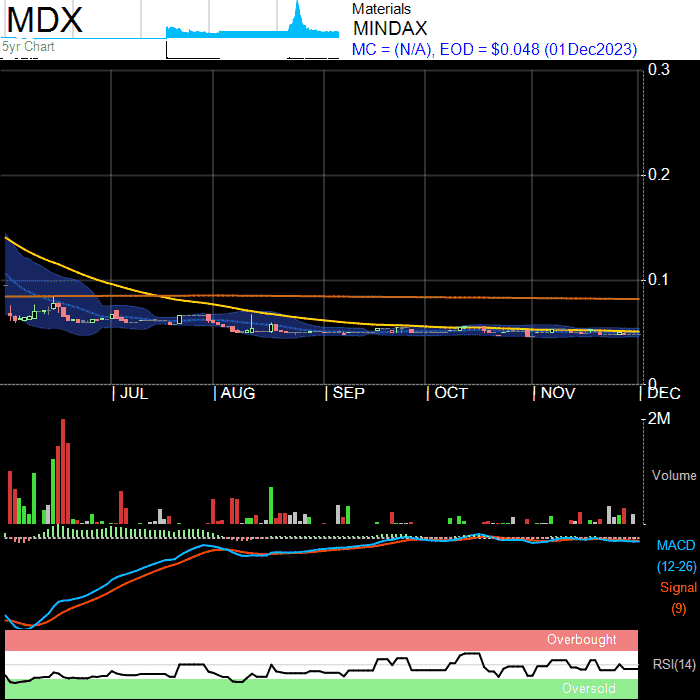 MDX
5yr Chart
Materials
MINDAX
MC = (N/A), EOD = $0.048 (01Dec2023)
0.3
0.2
0.1
0
JUL AUG SEP OCT NOV DEC
2M
Volume
MACD
(12-26)
Signal
(9)
Overbought
RSI(14)
Oversold